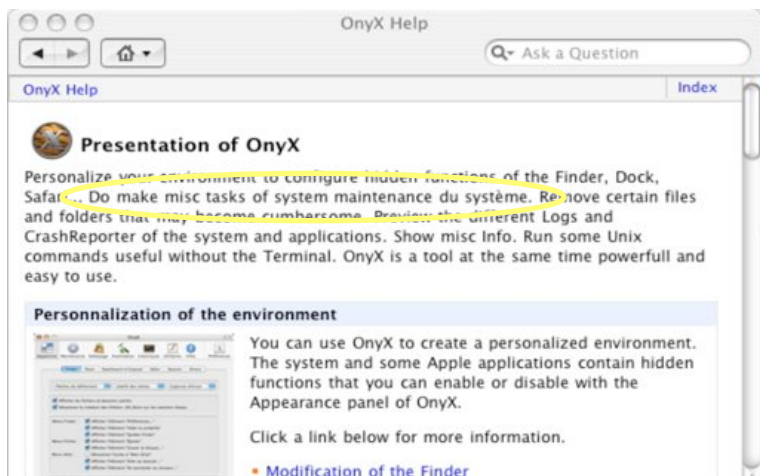 OnyX Help
Ask a Question
OnyX Help
Index
Presentation of OnyX
Personalize your environment to configure hidden functions of the Finder, Dock,
Safari... Do make misc tasks of system maintenance du système. Remove certain files
and folders that may become cumbersome. Preview the different Logs and
CrashReporter of the system and applications. Show misc Info. Run some Unix
commands useful without the Terminal. OnyX is a tool at the same time powerfull and
easy to use.
Personnalization of the environment
You can use OnyX to create a personalized environment.
The system and some Apple applications contain hidden
functions that you can enable or disable with the
Appearance panel of OnyX.
Click a link below for more information.
• Modification of the Finder